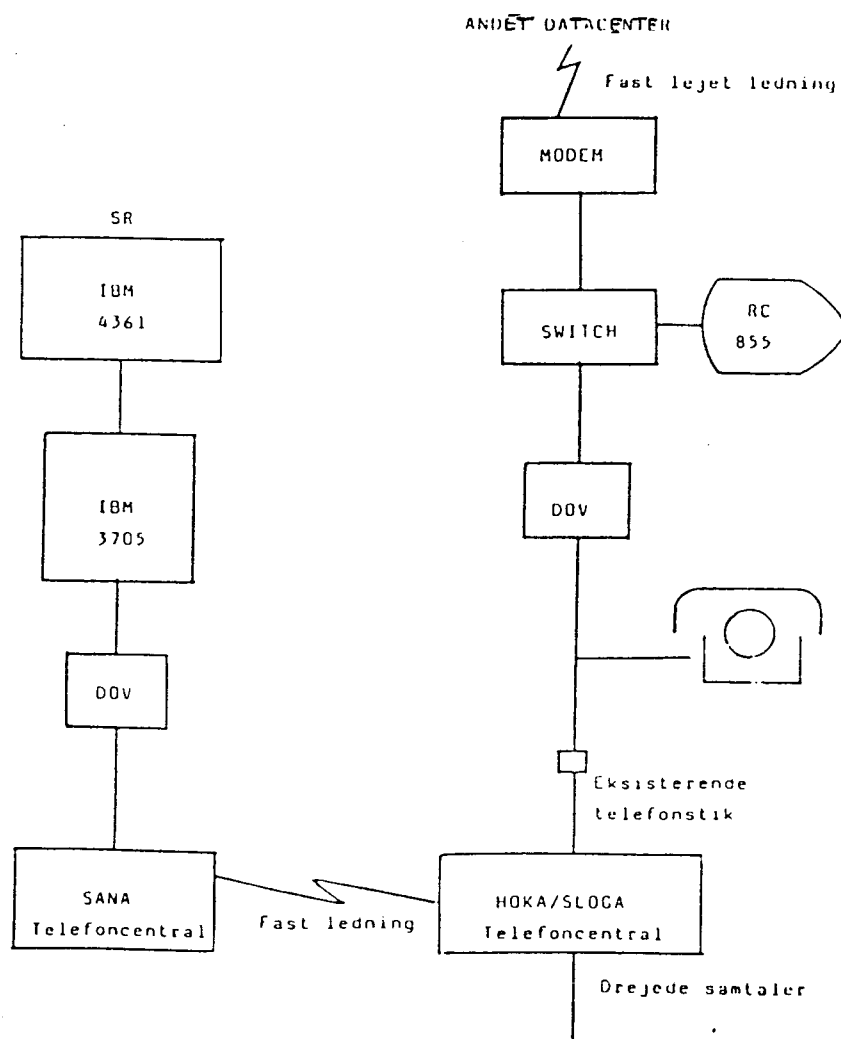 ANDET DATACENTER
Fast lejet ledning
MODEM
SR
IBM
4361
SWITCH
RC
855
IBM
3705
DOV
DOV
Eksisterende
telefonstik
SANA
Telefoncentral
Fast ledning
HOKA/SLOGA
Telefoncentral
Drejede samtaler